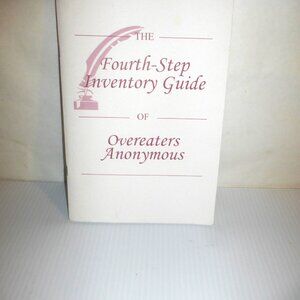 THE
Fourth-Step
Inventory Guide
OF
Overeaters
Anonymous